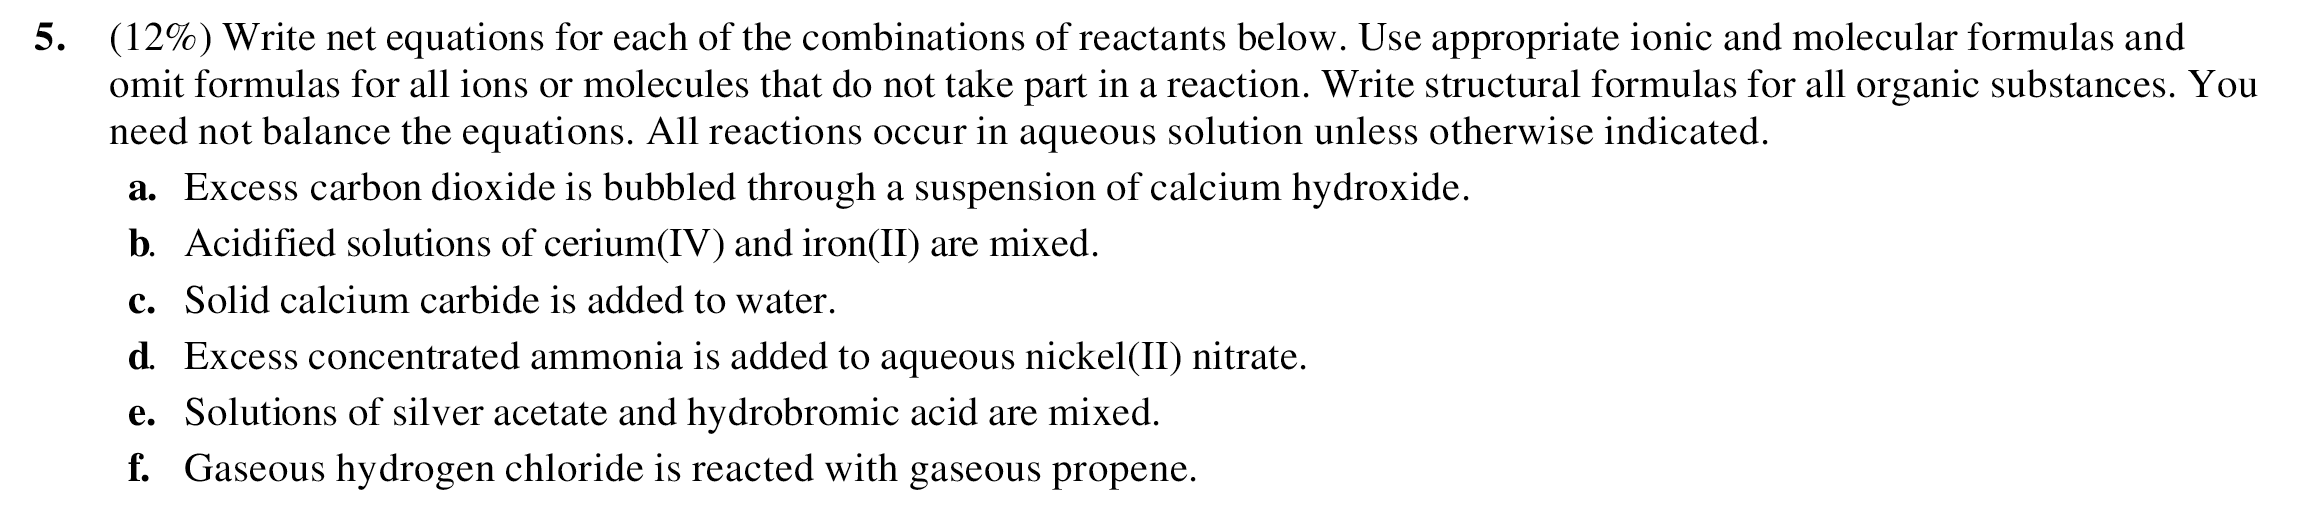 5. (12%) Write net equations for each of the combinations of reactants below. Use appropriate ionic and molecular formulas and
omit formulas for all ions or molecules that do not take part in a reaction. Write structural formulas for all organic substances. You
need not balance the equations. All reactions occur in aqueous solution unless otherwise indicated.
a. Excess carbon dioxide is bubbled through a suspension of calcium hydroxide.
b. Acidified solutions of cerium(IV) and iron(II) are mixed.
c. Solid calcium carbide is added to water.
d. Excess concentrated ammonia is added to aqueous nickel(II) nitrate.
e. Solutions of silver acetate and hydrobromic acid are mixed.
f. Gaseous hydrogen chloride is reacted with gaseous propene.